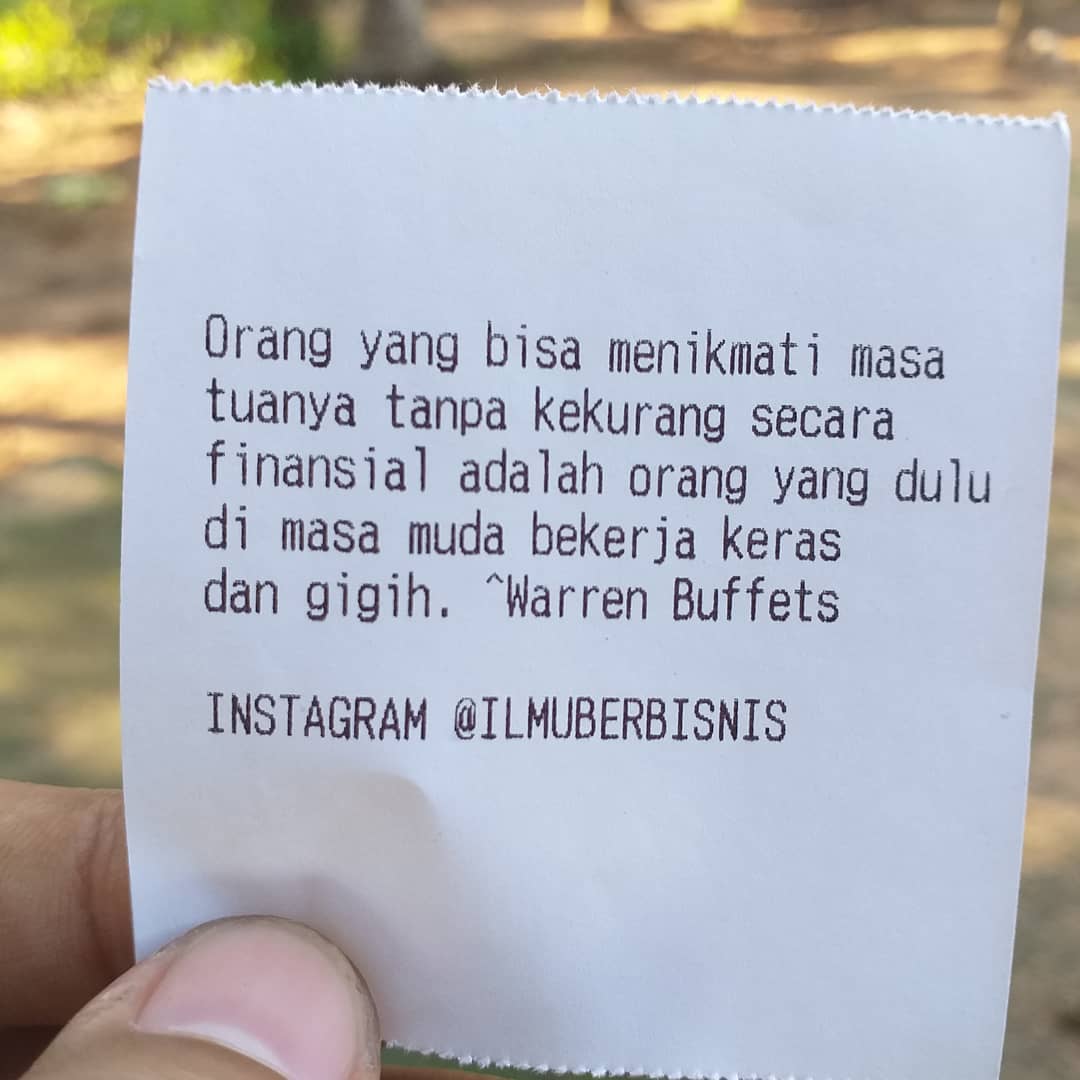 Orang yang bisa menikmati masa
tuanya tanpa kekurang secara
finansial adalah orang yang dulu
di masa muda bekerja keras
dan gigih. ^Warren Buffets
INSTAGRAM @ILMUBERBISNIS